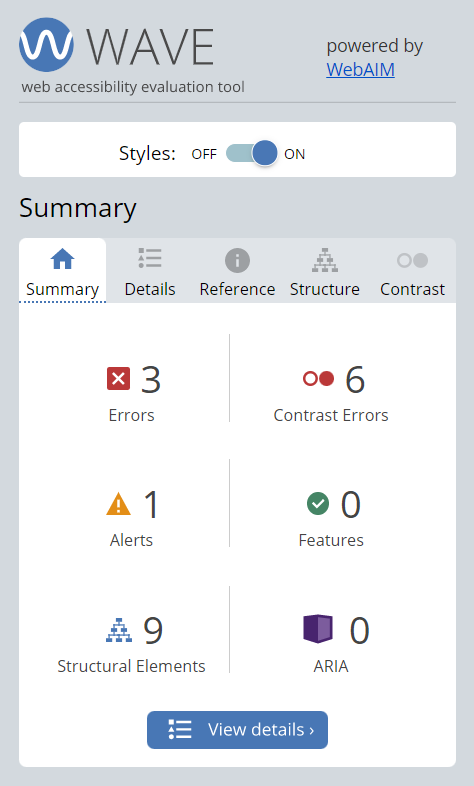 WAVE
web accessibility evaluation tool
powered by
WebAIM
Styles: OFF ON
Summary
Summary Details Reference Structure Contrast
3
Errors
6
Contrast Errors
1
Alerts
0
Features
9
Structural Elements
0
ARIA
View details ›